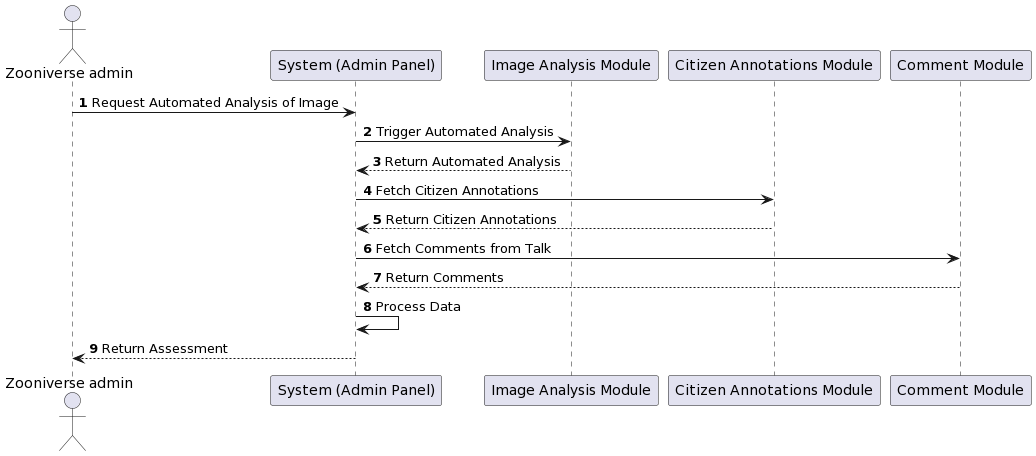 Zooniverse admin
System (Admin Panel)
Image Analysis Module
Citizen Annotations Module
Comment Module
1 Request Automated Analysis of Image
2 Trigger Automated Analysis
3 Return Automated Analysis
4 Fetch Citizen Annotations
5 Return Citizen Annotations
6 Fetch Comments from Talk
7 Return Comments
8 Process Data
9 Return Assessment
Zooniverse admin
System (Admin Panel)
Image Analysis Module
Citizen Annotations Module
Comment Module